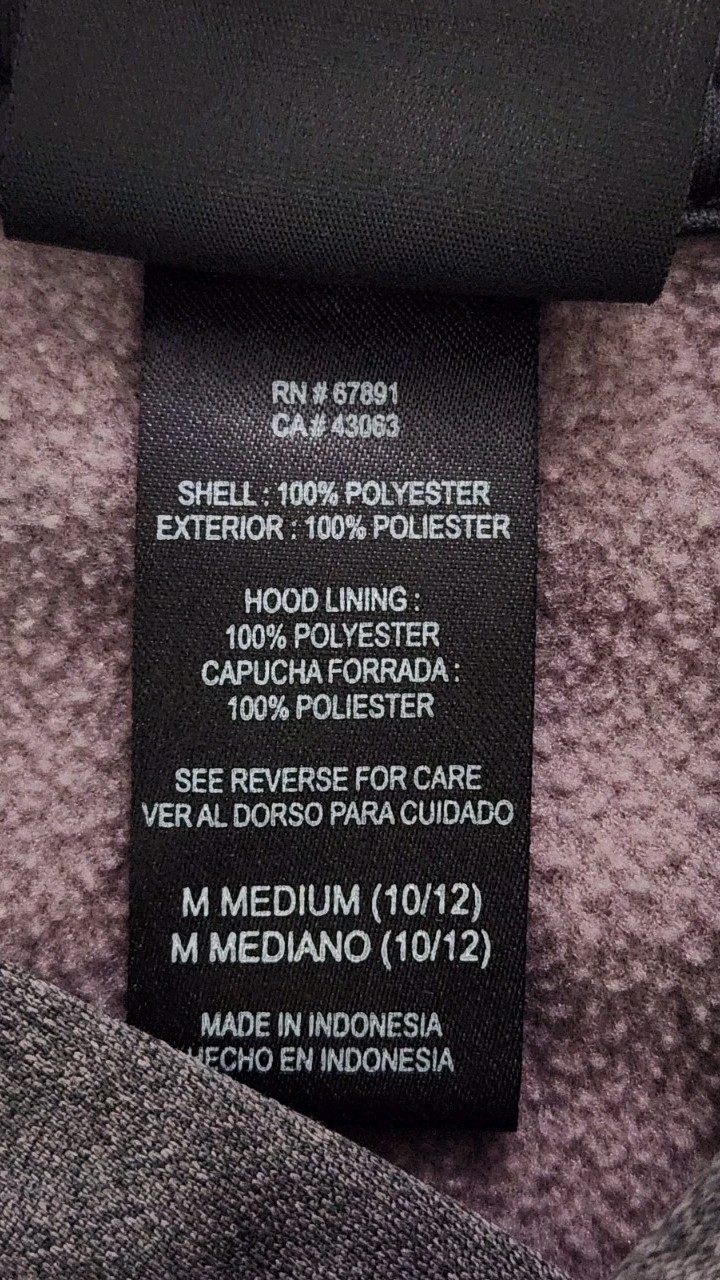 RN # 67891
CA # 43063
SHELL : 100% POLYESTER
EXTERIOR : 100% POLIESTER
HOOD LINING :
100% POLYESTER
CAPUCHA FORRADA :
100% POLIESTER
SEE REVERSE FOR CARE
VER AL DORSO PARA CUIDADO
M MEDIUM (10/12)
M MEDIANO (10/12)
MADE IN INDONESIA
HECHO EN INDONESIA